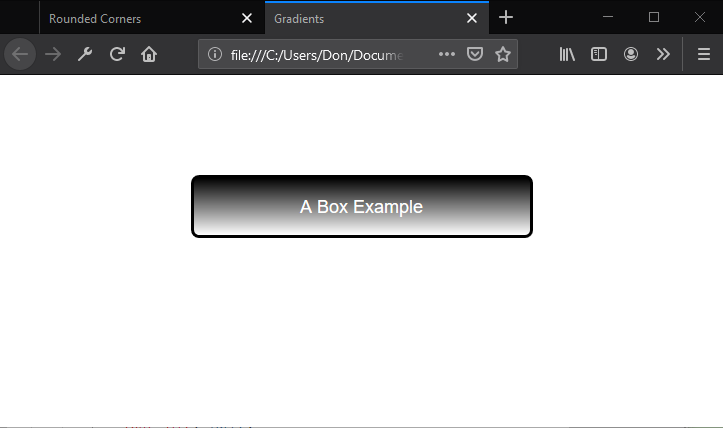 Rounded Corners
Gradients
file:///C:/Users/Don/Docume
A Box Example